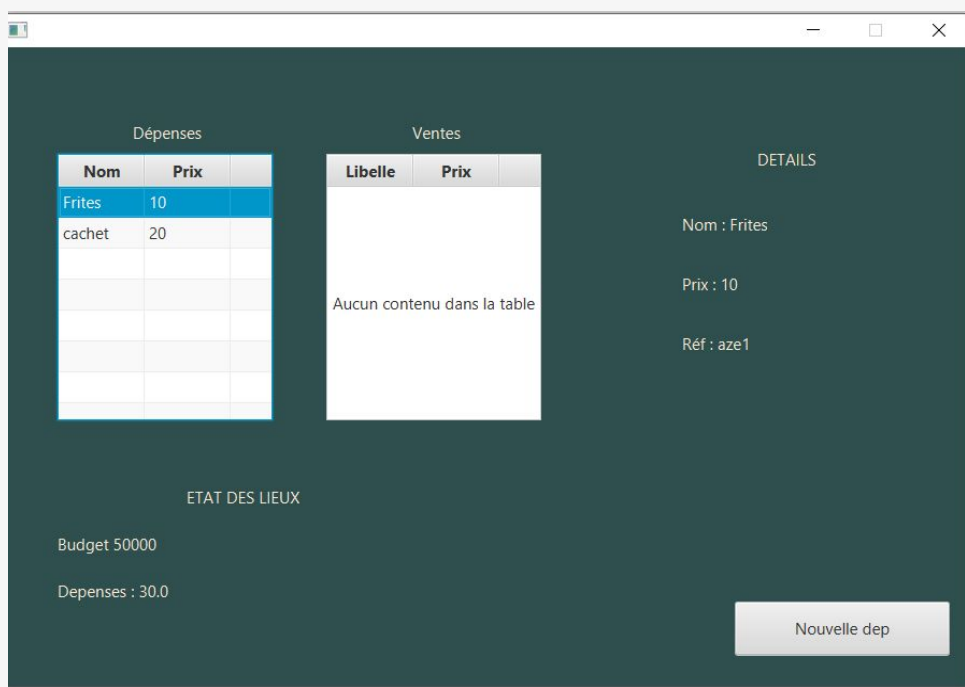 Dépenses
Nom Prix
Frites 10
cachet 20
Ventes
Libelle Prix
Aucun contenu dans la table
DETAILS
Nom : Frites
Prix : 10
Réf : aze1
ETAT DES LIEUX
Budget 50000
Depenses : 30.0
Nouvelle dep